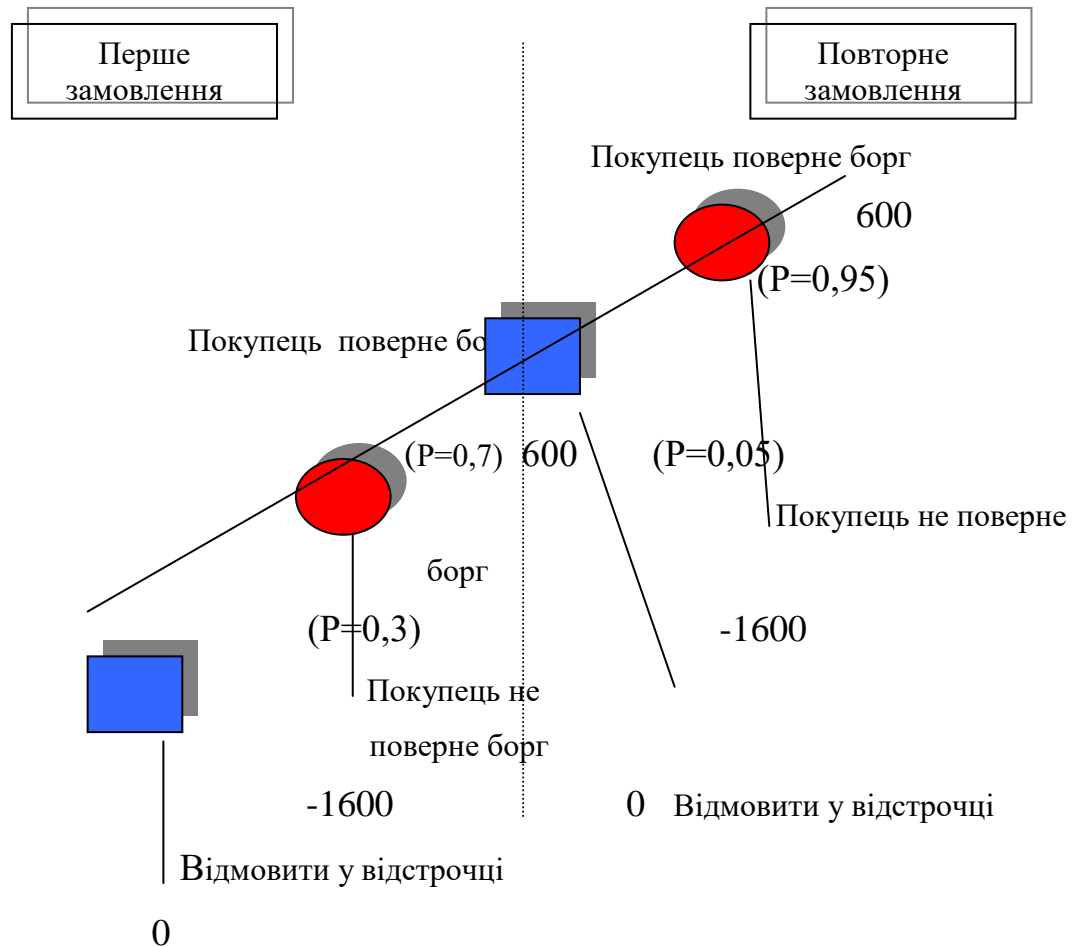 Перше
замовлення
Повторне
замовлення
Покупець поверне борг
600
(P=0,95)
Покупець  поверне бо
(P=0,7) 600
(P=0,05)
Покупець не поверне
борг
(P=0,3)
-1600
Покупець не
поверне борг
-1600
0 Відмовити у відстрочці
Відмовити у відстрочці
0